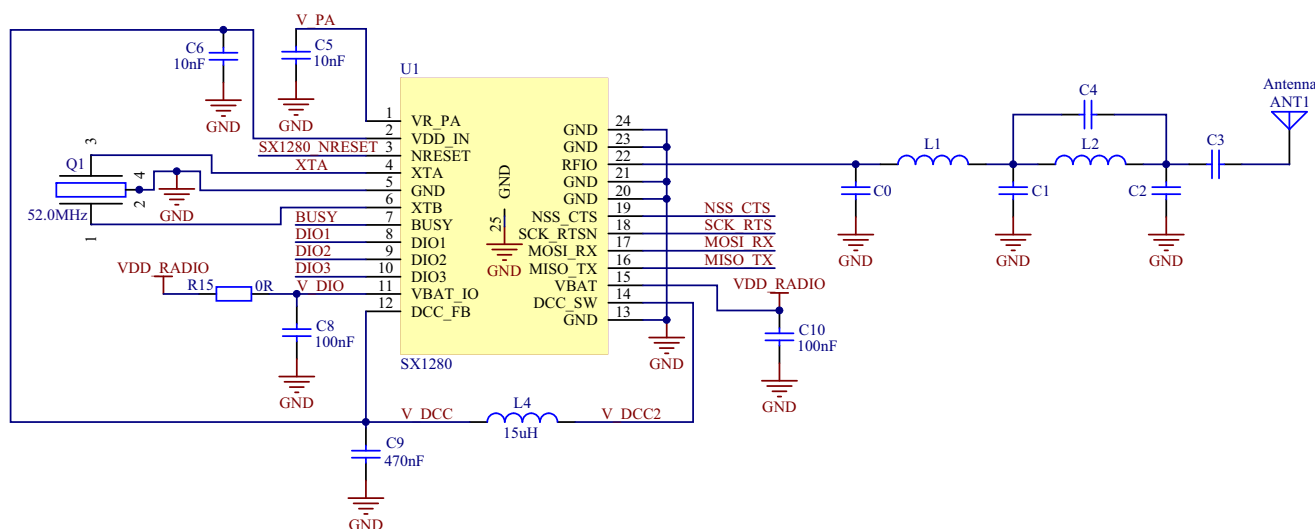 V_PA
C6
10nF
GND
C5
10nF
GND
U1
1 VR_PA
2 VDD_IN
SX1280_NRESET 3 NRESET
XTA 4 XTA
5 GND
6 XTB
BUSY 7 BUSY
DIO1 8 DIO1
DIO2 9 DIO2
DIO3 10 DIO3
V_DIO 11 VBAT_IO
12 DCC_FB
GND 24
GND 23
RFIO 22
GND 21
GND 20
NSS_CTS 19 NSS_CTS
SCK_RTSN 18 SCK_RTS
MOSI_RX 17 MOSI_RX
MISO_TX 16 MISO_TX
VBAT 15
DCC_SW 14
GND 13
GND
25
GND
SX1280
3
Q1
4
2
52.0MHz
1
GND
VDD_RADIO
R15 0R
C8
100nF
GND
GND
VDD_RADIO
C10
100nF
GND
V_DCC
L4
15uH
V_DCC2
C9
470nF
GND
C0
GND
L1
C1
GND
C4
L2
C2
GND
C3
Antenna
ANT1